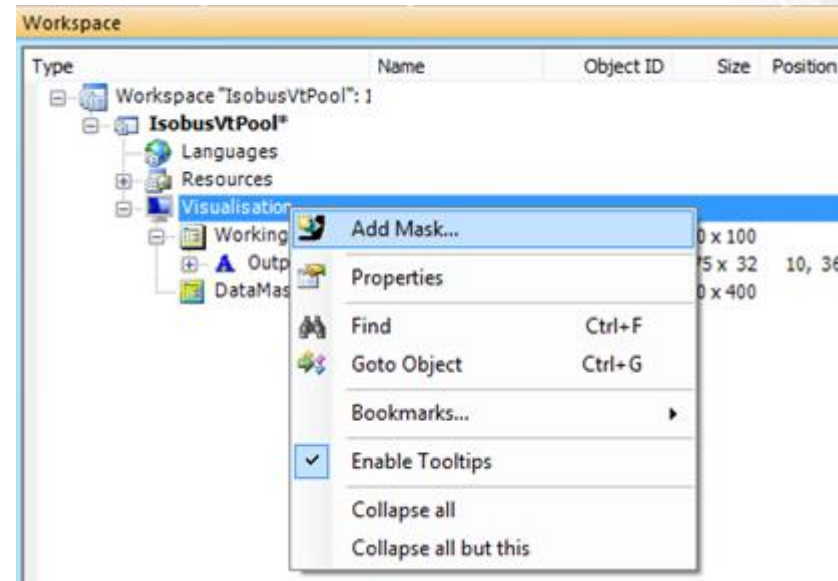 Workspace
Type Name Object ID Size Position
Workspace "IsobusVtPool": 1
IsobusVtPool*
Languages
Resources
Visualisation
Working 0 x 100
Outp 75 x 32 10, 36
DataMas 0 x 400
Add Mask...
Properties
Find Ctrl+F
Goto Object Ctrl+G
Bookmarks...
Enable Tooltips
Collapse all
Collapse all but this